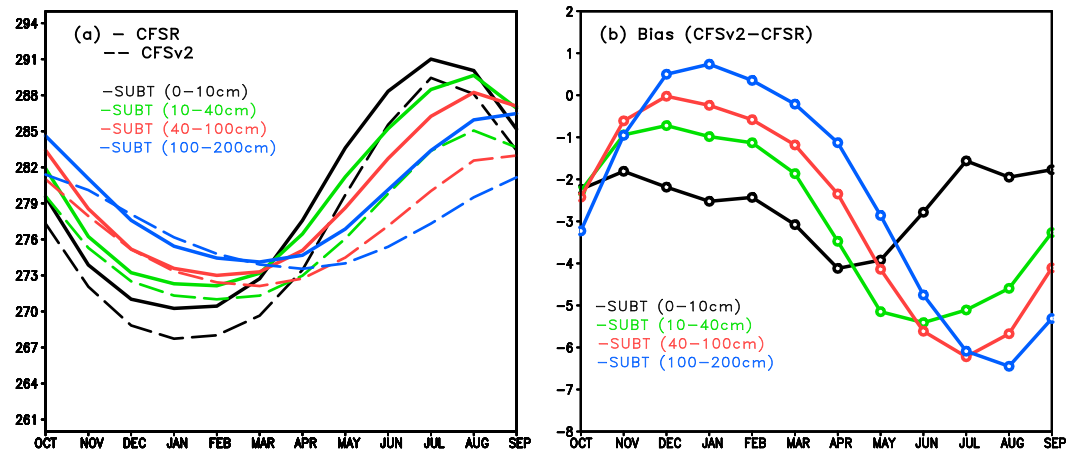 (a) – CFSR
–– CFSv2
–SUBT (0–10cm)
–SUBT (10–40cm)
–SUBT (40–100cm)
–SUBT (100–200cm)
294
291
288
285
282
279
276
273
270
267
264
261
OCT NOV DEC JAN FEB MAR APR MAY JUN JUL AUG SEP
(b) Bias (CFSv2–CFSR)
2
1
0
–1
–2
–3
–4
–5
–6
–7
–8
–SUBT (0–10cm)
–SUBT (10–40cm)
–SUBT (40–100cm)
–SUBT (100–200cm)
OCT NOV DEC JAN FEB MAR APR MAY JUN JUL AUG SEP